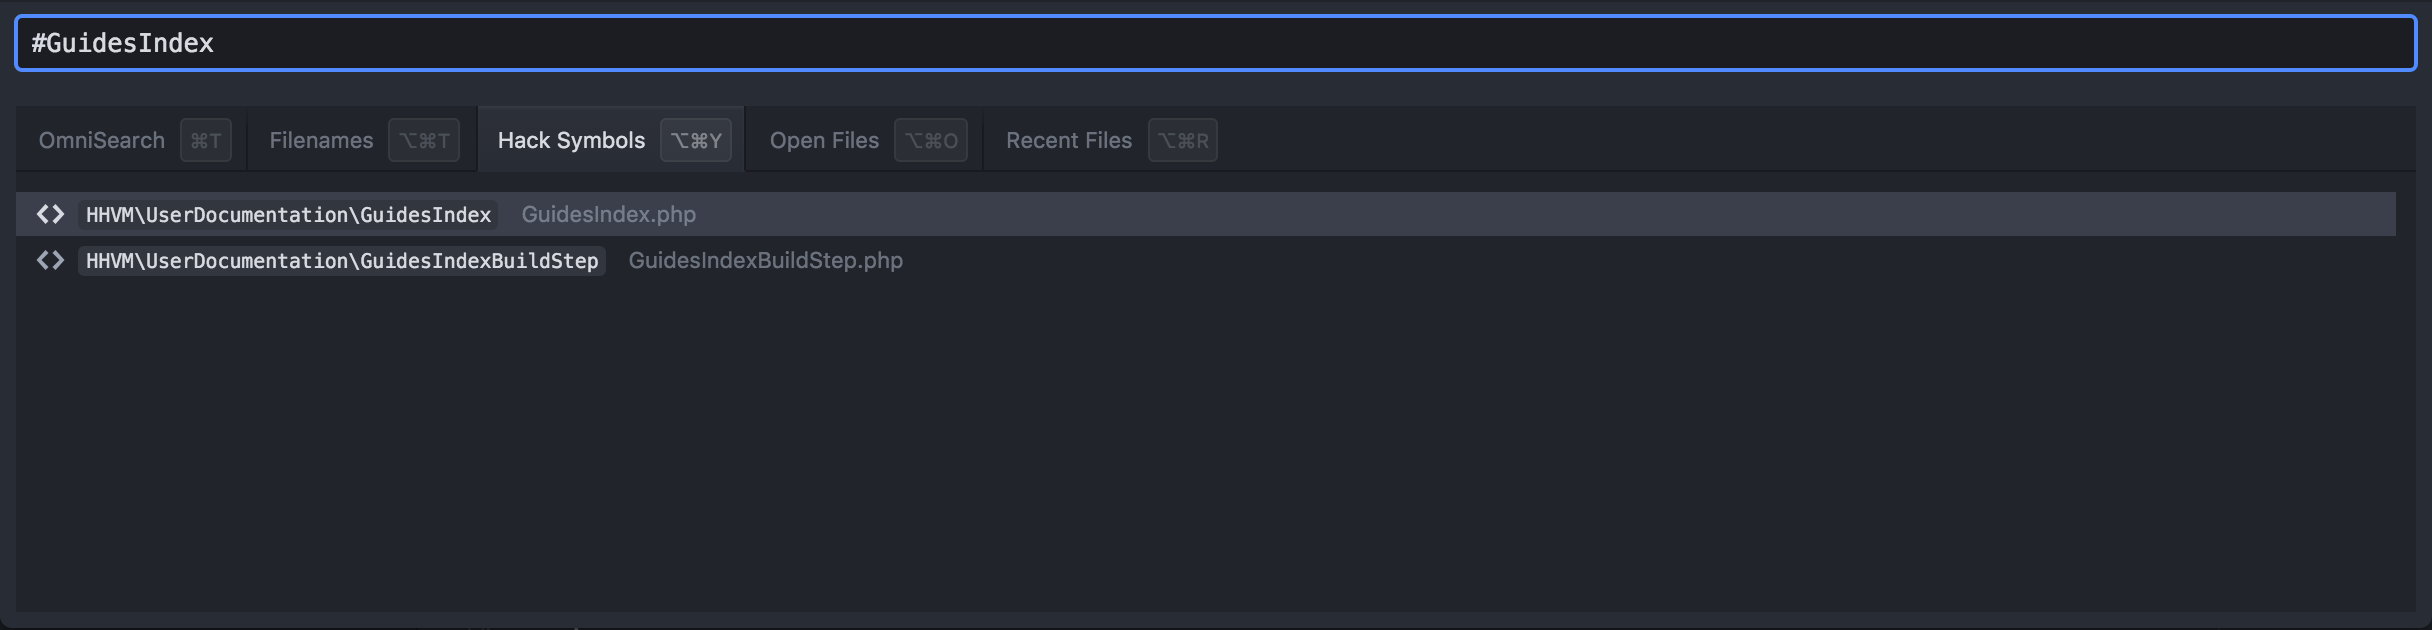 #GuidesIndex
OmniSearch ⌘T Filenames ⌥⌘T Hack Symbols ⌥⌘Y Open Files ⌥⌘O Recent Files ⌥⌘R
HHVM\UserDocumentation\GuidesIndex GuidesIndex.php
HHVM\UserDocumentation\GuidesIndexBuildStep GuidesIndexBuildStep.php